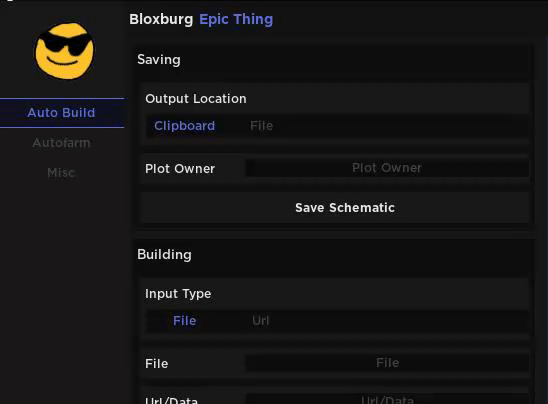 Bloxburg Epic Thing
Auto Build
Autofarm
Misc
Saving
Output Location
Clipboard File
Plot Owner Plot Owner
Save Schematic
Building
Input Type
File Url
File File
Url/Data Url/Data